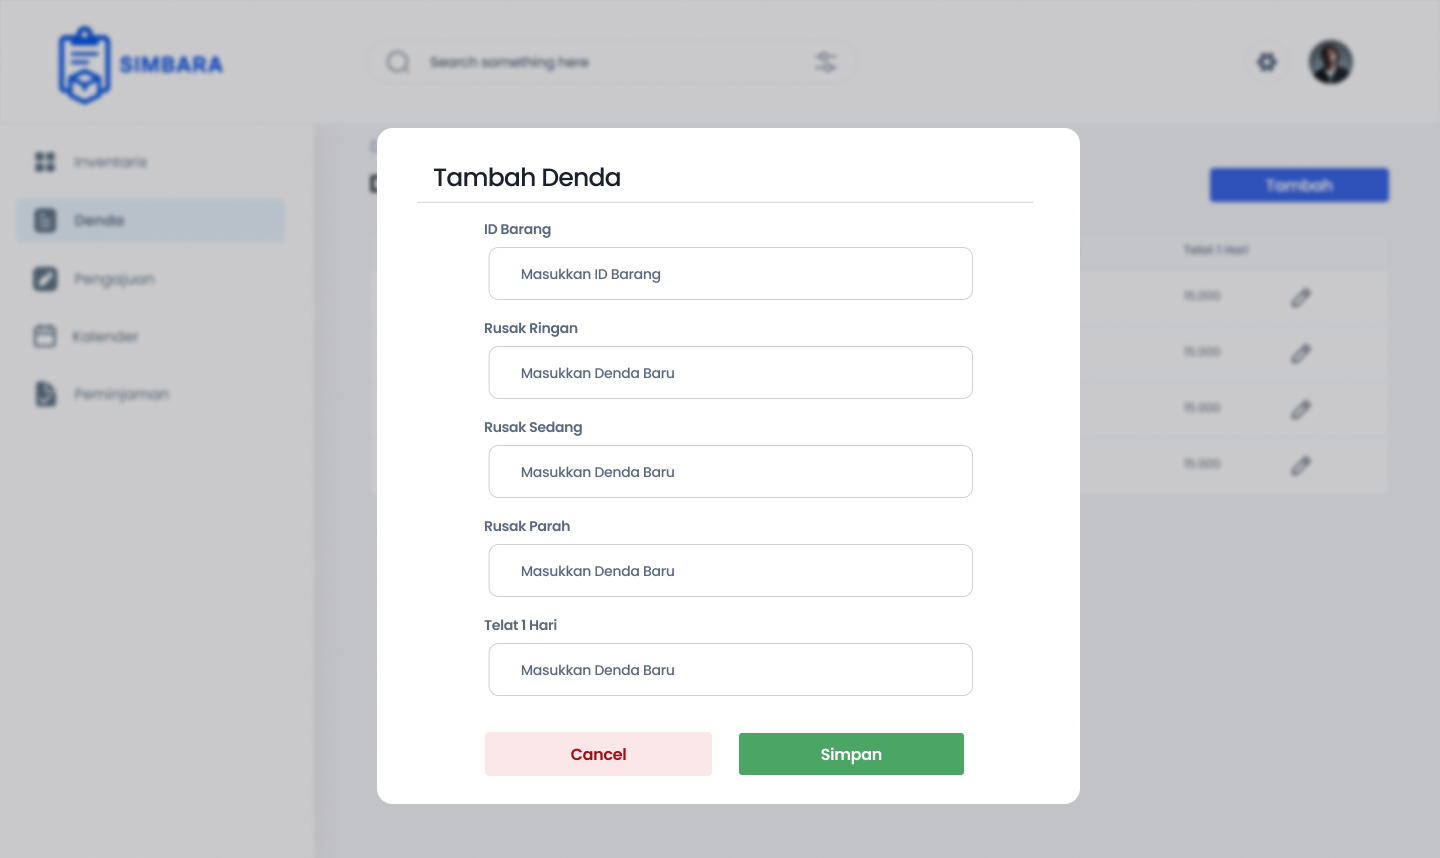 SIMBARA
Search something here
Inventaris
Denda
Pengajuan
Kalender
Peminjaman
Tambah
Telat 1 Hari
15.000
15.000
15.000
15.000
Tambah Denda
ID Barang
Masukkan ID Barang
Rusak Ringan
Masukkan Denda Baru
Rusak Sedang
Masukkan Denda Baru
Rusak Parah
Masukkan Denda Baru
Telat 1 Hari
Masukkan Denda Baru
Cancel
Simpan